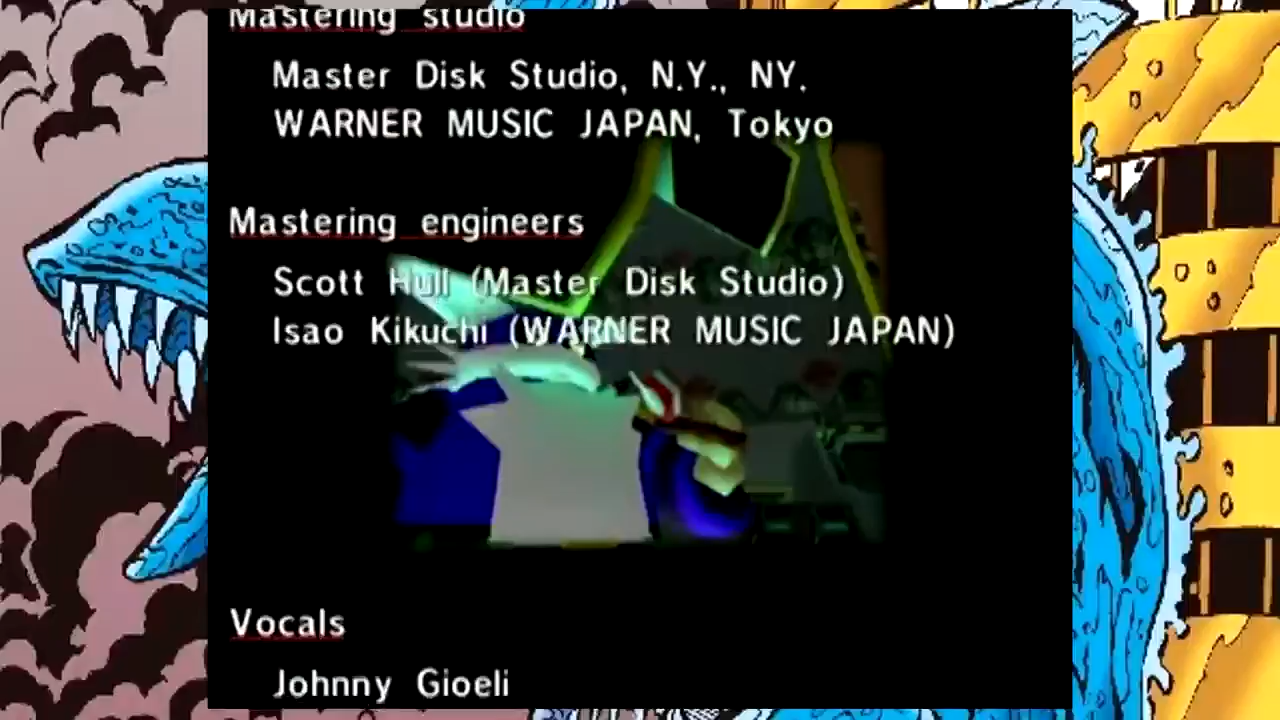 Mastering studio
Master Disk Studio, N.Y., NY.
WARNER MUSIC JAPAN, Tokyo
Mastering engineers
Scott Hull (Master Disk Studio)
Isao Kikuchi (WARNER MUSIC JAPAN)
Vocals
Johnny Gioeli